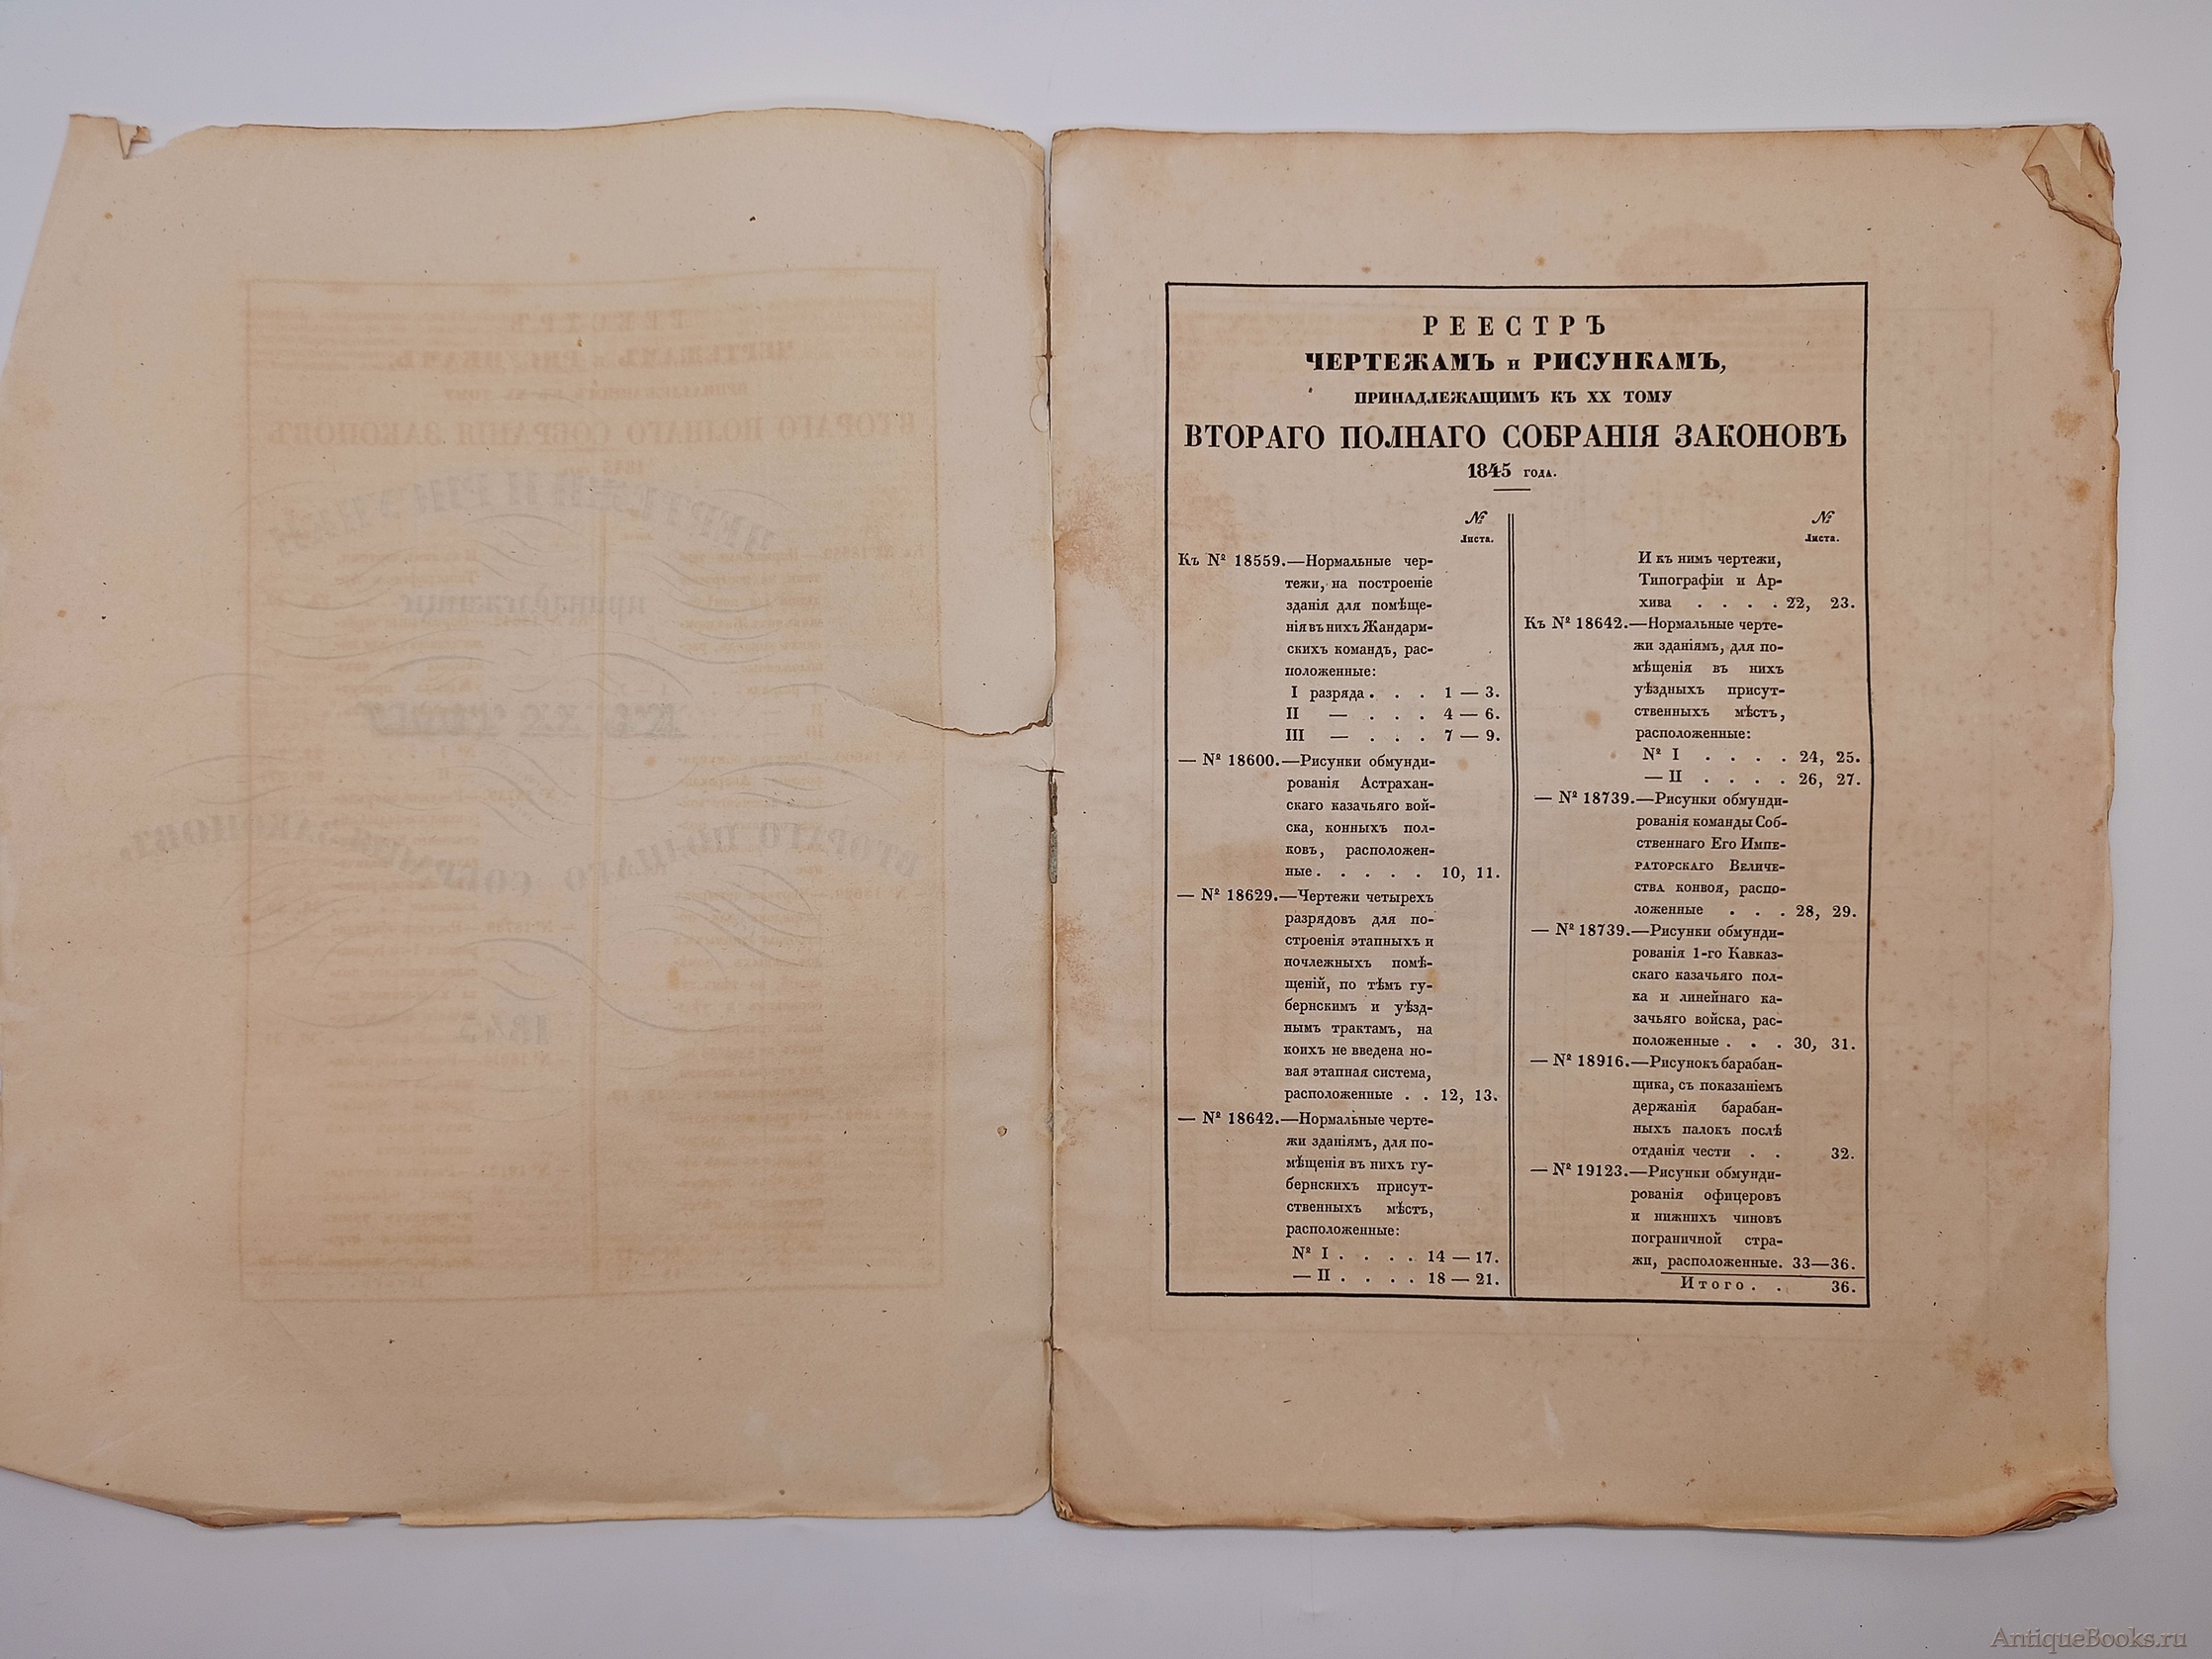 РЕЕСТРЪ
ЧЕРТЕЖАМЪ и РИСУНКАМЪ,
ПРИНАДЛЕЖАЩИМЪ КЪ XX ТОМУ
ВТОРАГО ПОЛНАГО СОБРАНІЯ ЗАКОНОВЪ
1845 ГОДА.
№
Листа.
Къ № 18559.—Нормальные чер-
тежи, на построеніе
зданія для помѣще-
нія въ нихъ Жандарм-
скихъ командъ, рас-
положенные:
I разряда . . . 1 — 3.
II — . . . 4 — 6.
III — . . . 7 — 9.
— № 18600.—Рисунки обмунди-
рованія Астрахан-
скаго казачьяго вой-
ска, конныхъ пол-
ковъ, расположен-
ные . . . . . 10, 11.
— № 18629.—Чертежи четырехъ
разрядовъ для по-
строенія этапныхъ и
ночлежныхъ помѣ-
щеній, по тѣмъ гу-
бернскимъ и уѣзд-
нымъ трактамъ, на
коихъ не введена но-
вая этапная система,
расположенные . . 12, 13.
— № 18642.—Нормальные черте-
жи зданіямъ, для по-
мѣщенія въ нихъ гу-
бернскихъ присут-
ственныхъ мѣстъ,
расположенные:
№ I . . . . 14 — 17.
— II . . . . 18 — 21.
№
Листа.
И къ нимъ чертежи,
Типографіи и Ар-
хива . . . . 22, 23.
Къ № 18642.—Нормальные черте-
жи зданіямъ, для по-
мѣщенія въ нихъ
уѣздныхъ присут-
ственныхъ мѣстъ,
расположенные:
№ I . . . . 24, 25.
— II . . . . 26, 27.
— № 18739.—Рисунки обмунди-
рованія команды Соб-
ственнаго Его Импе-
РАТОРСКАГО Величе-
СТВА конвоя, распо-
ложенные . . . 28, 29.
— № 18739.—Рисунки обмунди-
рованія 1-го Кавказ-
скаго казачьяго пол-
ка и линейнаго ка-
зачьяго войска, рас-
положенные . . . 30, 31.
— № 18916.—Рисунокъ барабан-
щика, съ показаніемъ
держанія барабан-
ныхъ палокъ послѣ
отданія чести . . 32.
— № 19123.—Рисунки обмунди-
рованія офицеровъ
и нижнихъ чиновъ
пограничной стра-
жи, расположенные. 33—36.
Итого . . 36.
AntiqueBooks.ru